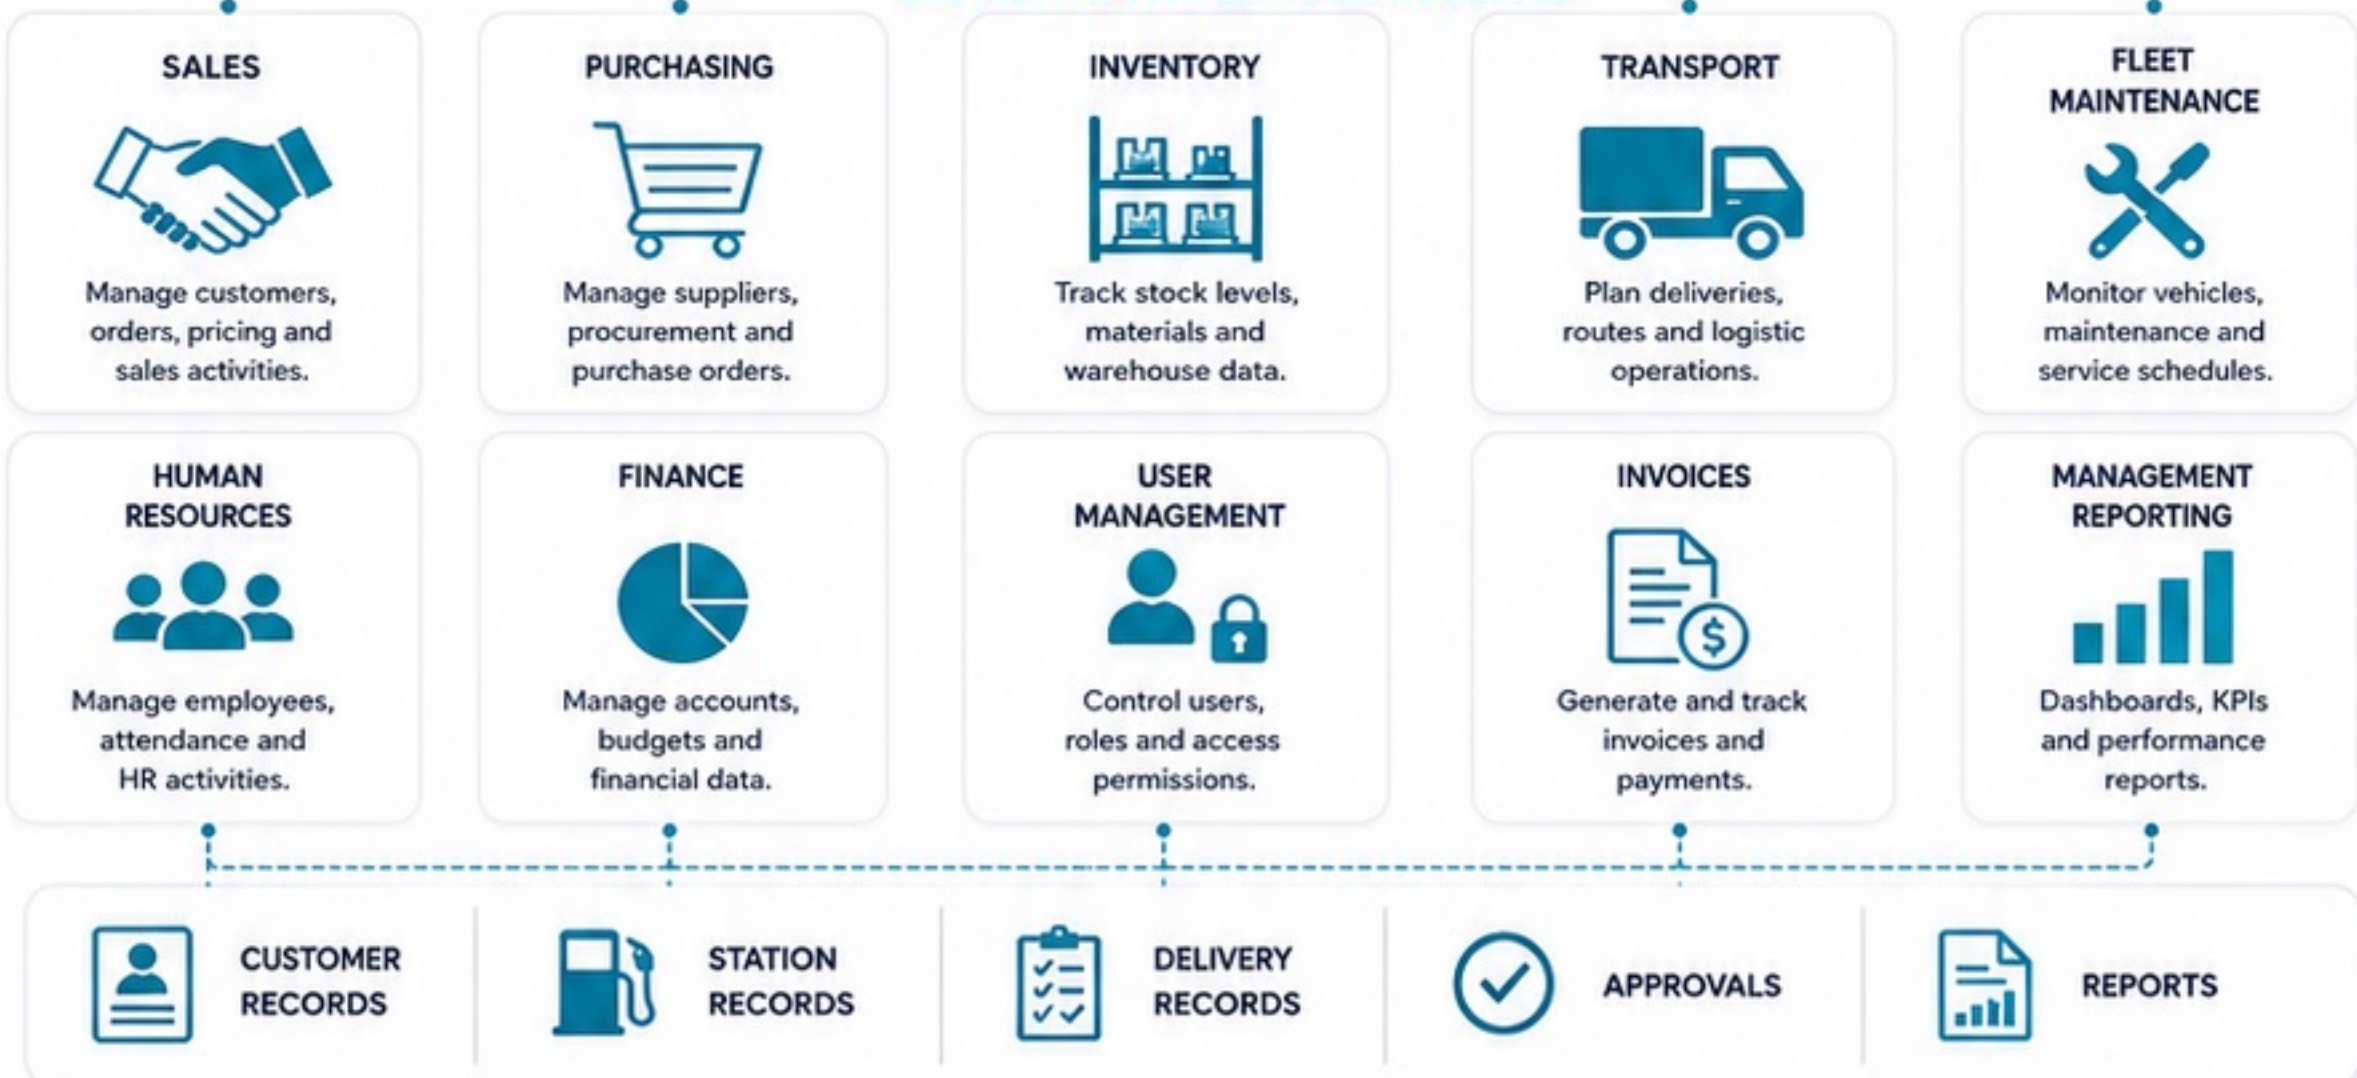 SALES
Manage customers,
orders, pricing and
sales activities.
PURCHASING
Manage suppliers,
procurement and
purchase orders.
INVENTORY
Track stock levels,
materials and
warehouse data.
TRANSPORT
Plan deliveries,
routes and logistic
operations.
FLEET
MAINTENANCE
Monitor vehicles,
maintenance and
service schedules.
HUMAN
RESOURCES
Manage employees,
attendance and
HR activities.
FINANCE
Manage accounts,
budgets and
financial data.
USER
MANAGEMENT
Control users,
roles and access
permissions.
INVOICES
$
Generate and track
invoices and
payments.
MANAGEMENT
REPORTING
Dashboards, KPIs
and performance
reports.
CUSTOMER
RECORDS
STATION
RECORDS
DELIVERY
RECORDS
APPROVALS
REPORTS